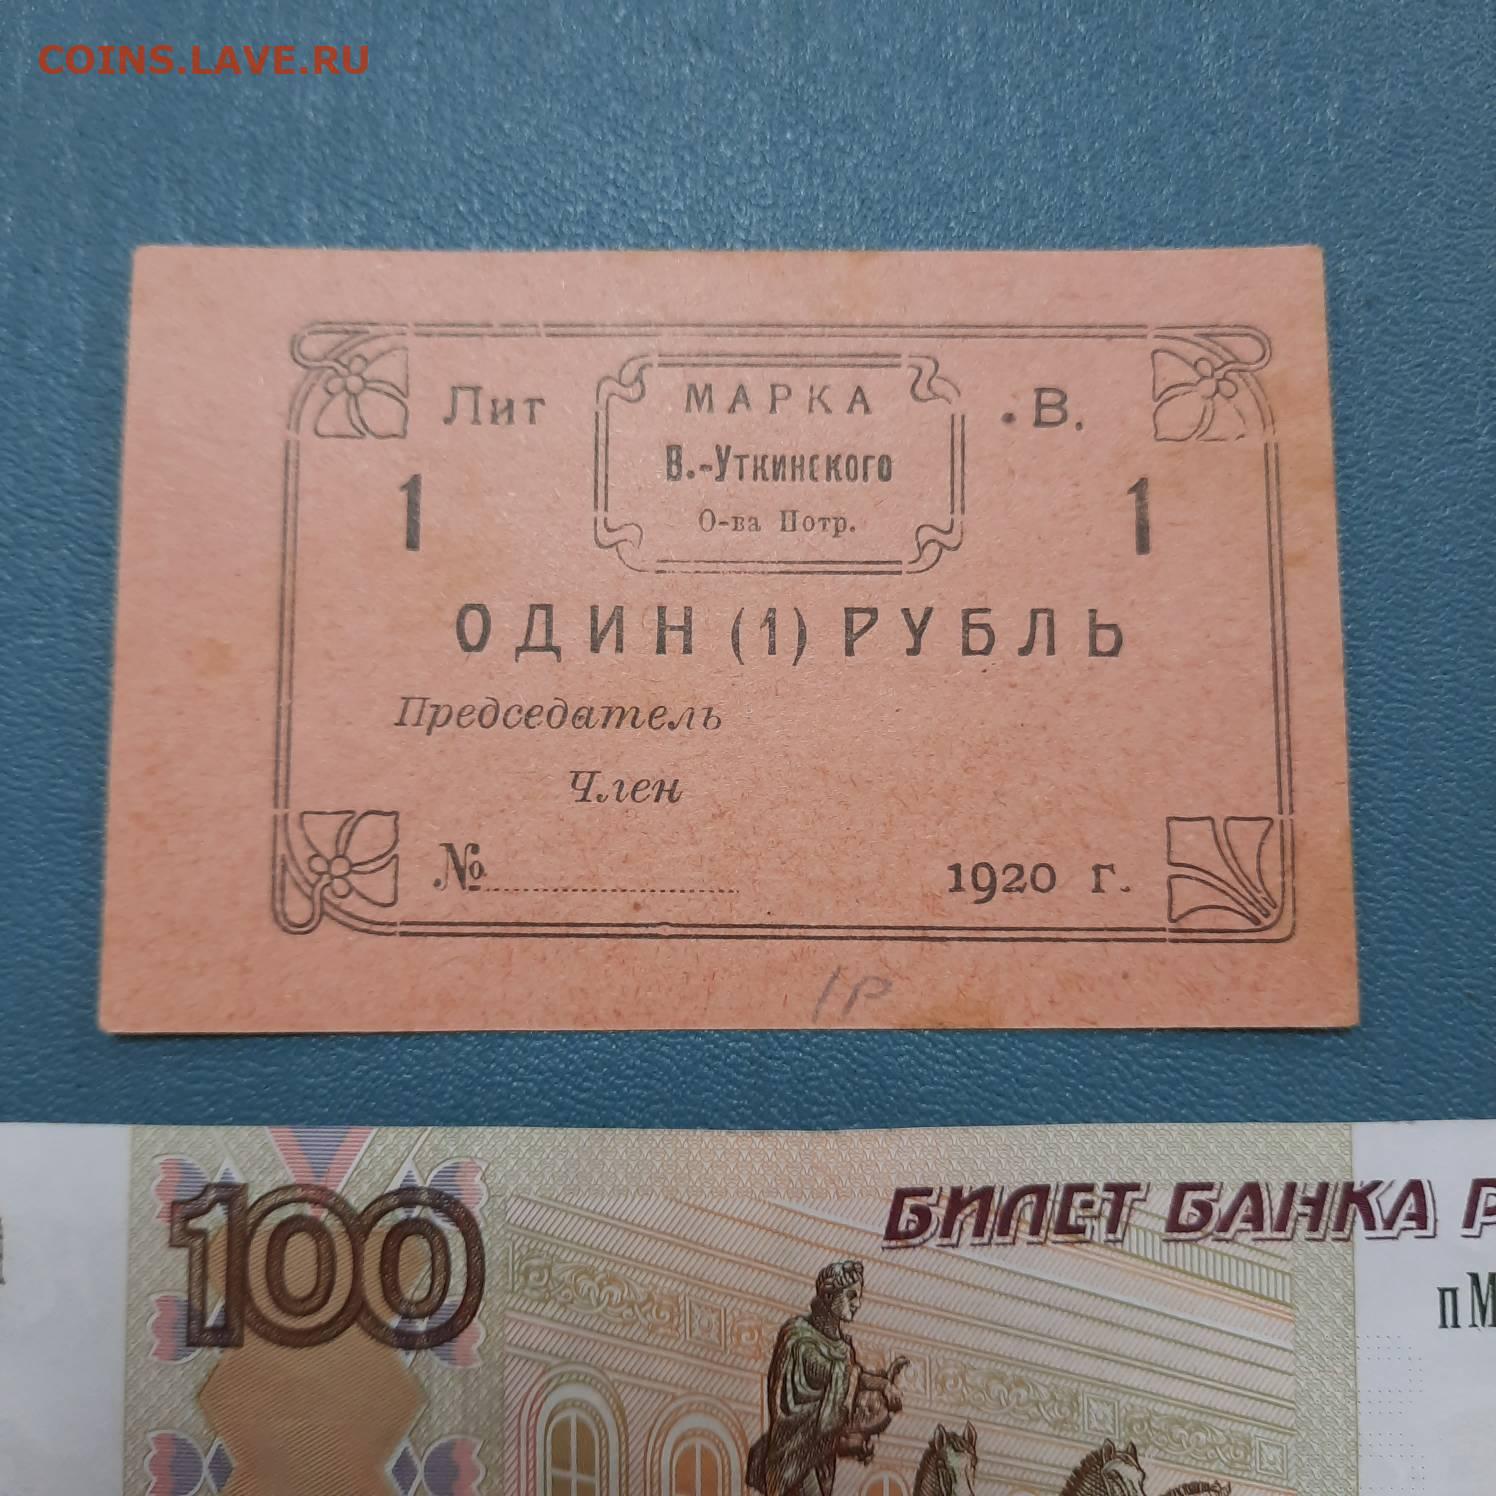 COINS.LAVE.RU
Лит . В.
МАРКА
В.-Уткинского
О-ва Потр.
1 1
ОДИН (1) РУБЛЬ
Председатель
Член
№
1920 г.
1р
100
БИЛЕТ БАНКА Р
пМ